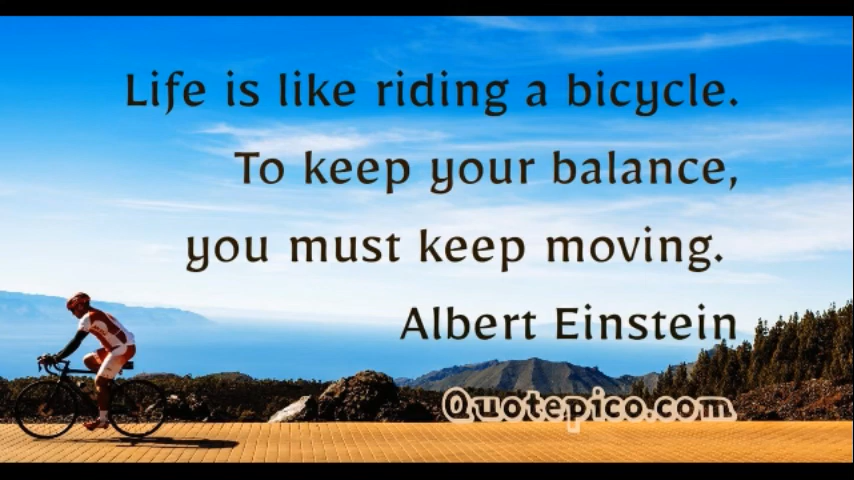 Life is like riding a bicycle.
To keep your balance,
you must keep moving.
Albert Einstein
Quotepico.com